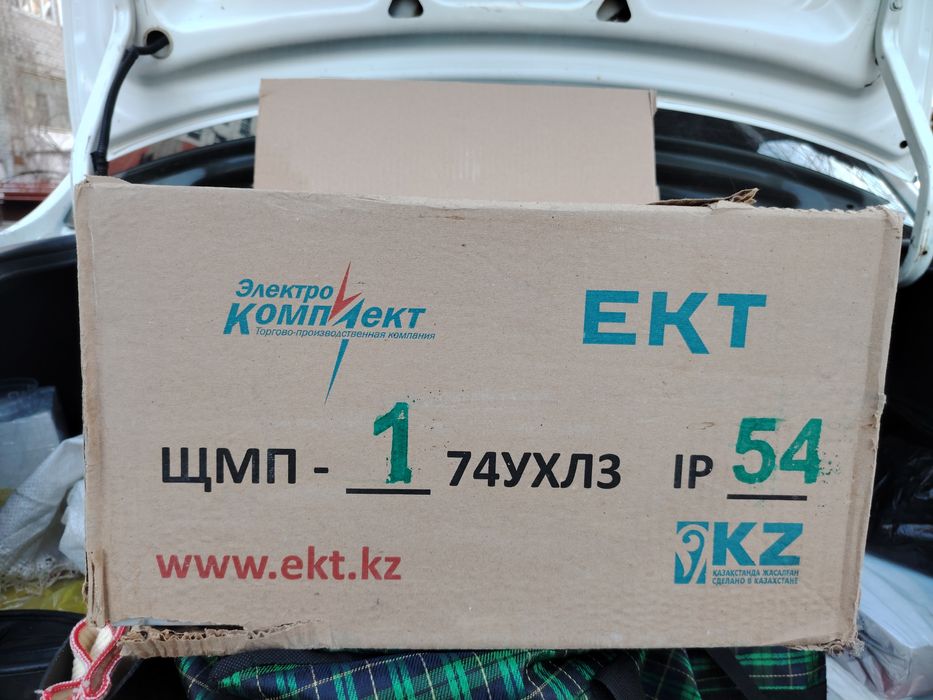 Электро
Комплект
Торгово-производственная компания
ЕКТ
ЩМП - 1 74УХЛ3 IP 54
www.ekt.kz
KZ
ҚАЗАҚСТАНДА ЖАСАЛҒАН
СДЕЛАНО В КАЗАХСТАНЕ